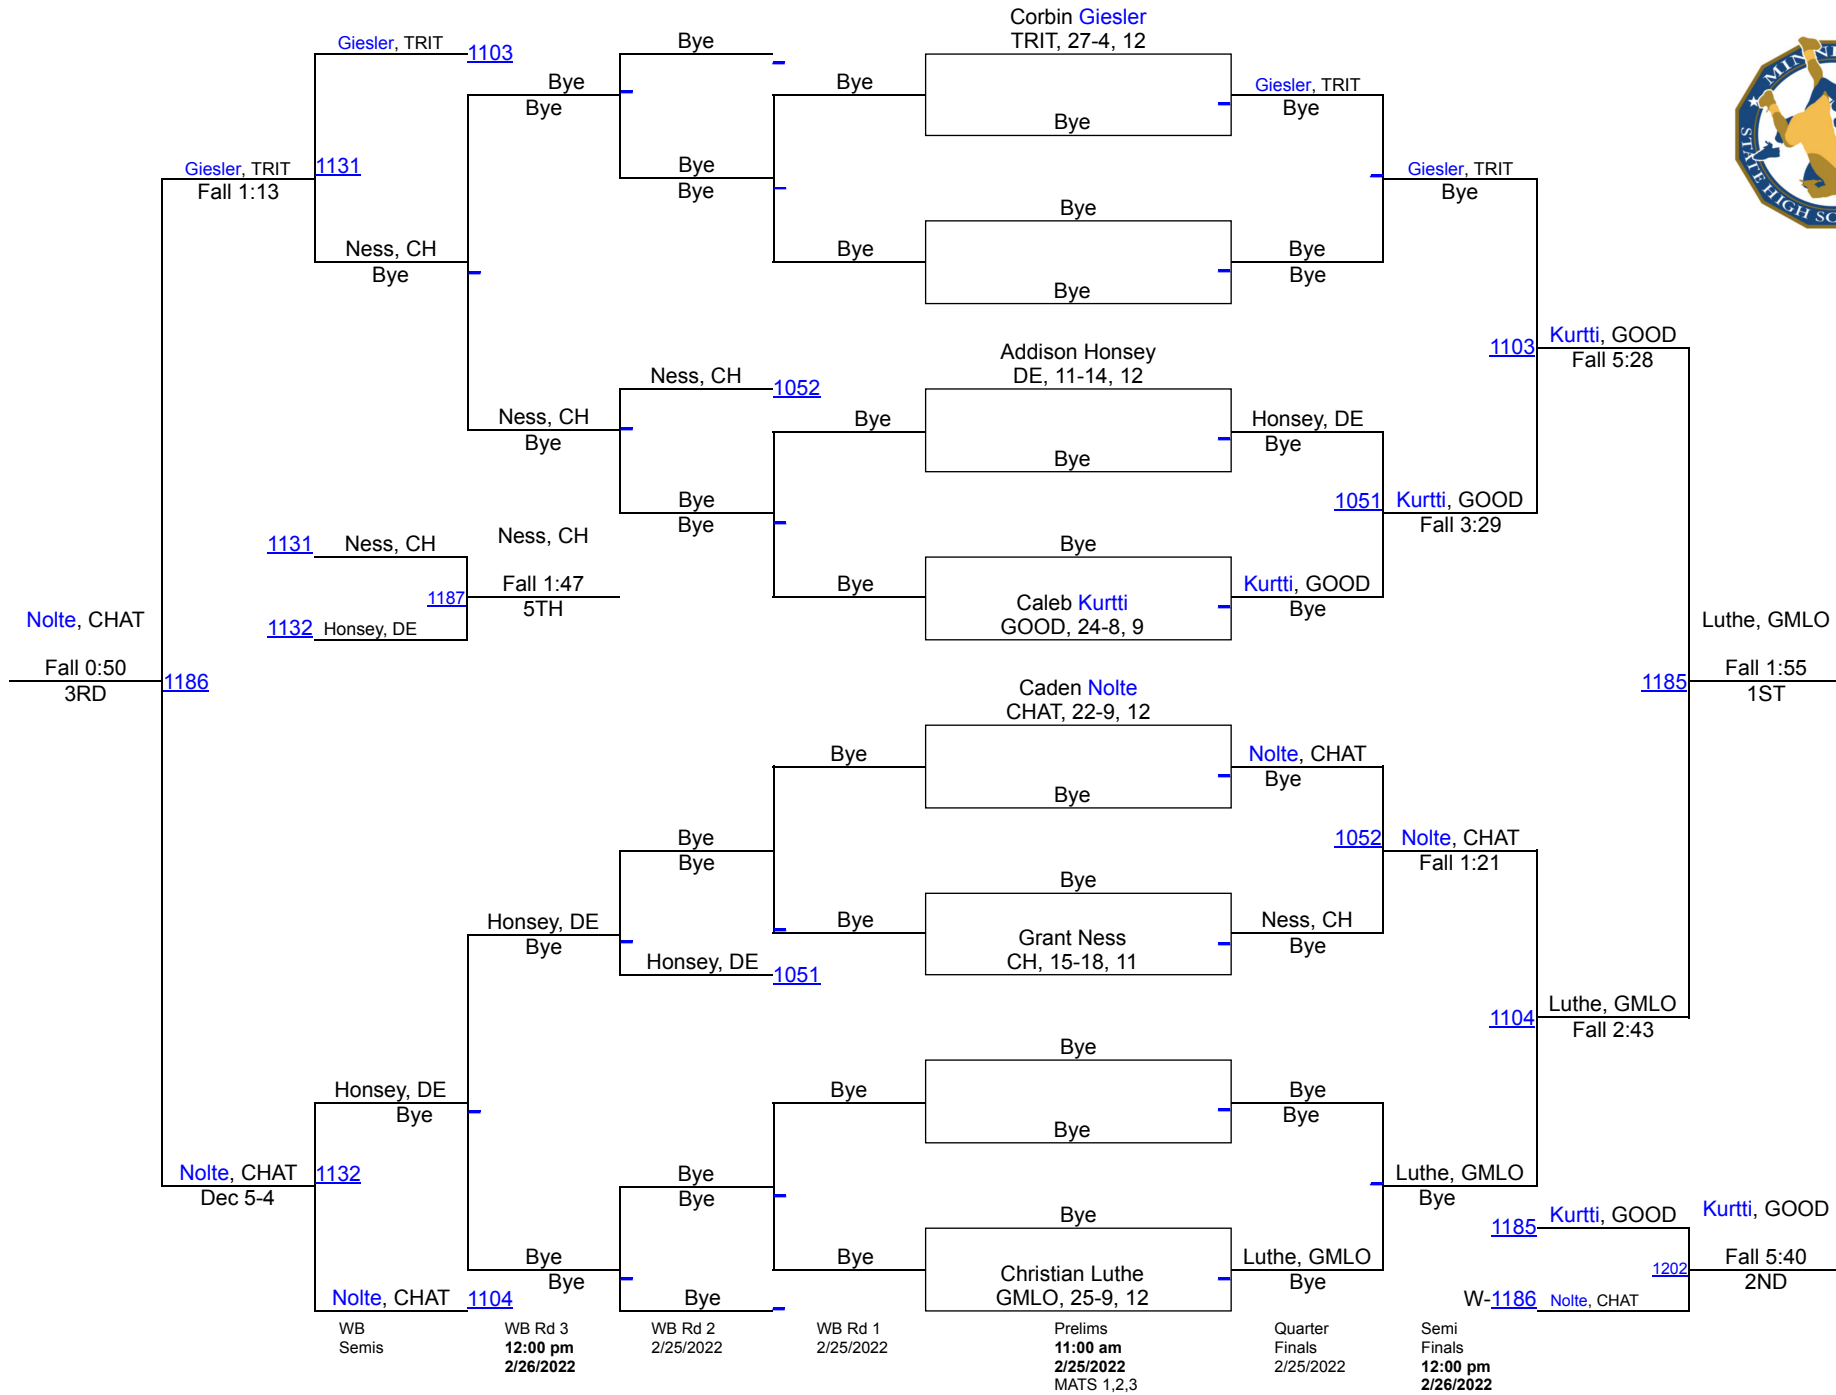 Corbin Giesler
TRIT, 27-4, 12
Giesler, TRIT
1103
Bye
Bye
Bye
Bye
Giesler, TRIT
Bye
Bye
MINNE
STATE HIGH SC
Giesler, TRIT
Fall 1:13
1131
Bye
Bye
Giesler, TRIT
Bye
Ness, CH
Bye
Bye
Bye
Bye
Bye
Bye
Addison Honsey
DE, 11-14, 12
1103
Kurtti, GOOD
Fall 5:28
Ness, CH
1052
Ness, CH
Bye
Bye
Bye
Honsey, DE
Bye
Bye
Bye
1051
Kurtti, GOOD
Fall 3:29
1131
Ness, CH
Ness, CH
Bye
Fall 1:47
5TH
1187
1132
Honsey, DE
Bye
Caleb Kurtti
GOOD, 24-8, 9
Kurtti, GOOD
Bye
Nolte, CHAT
Fall 0:50
3RD
1186
Luthe, GMLO
Fall 1:55
1ST
1185
Caden Nolte
CHAT, 22-9, 12
Bye
Bye
Nolte, CHAT
Bye
Bye
Bye
1052
Nolte, CHAT
Fall 1:21
Bye
Honsey, DE
Bye
Bye
Grant Ness
CH, 15-18, 11
Ness, CH
Bye
Honsey, DE
1051
1104
Luthe, GMLO
Fall 2:43
Bye
Honsey, DE
Bye
Bye
Bye
Bye
Bye
Nolte, CHAT
Dec 5-4
1132
Bye
Bye
Luthe, GMLO
Bye
Bye
1185
Kurtti, GOOD
Kurtti, GOOD
Bye
Bye
Bye
Christian Luthe
GMLO, 25-9, 12
Luthe, GMLO
Bye
1202
Fall 5:40
2ND
Nolte, CHAT
1104
Bye
W-1186
Nolte, CHAT
WB
Semis
WB Rd 3
12:00 pm
2/26/2022
WB Rd 2
2/25/2022
WB Rd 1
2/25/2022
Prelims
11:00 am
2/25/2022
MATS 1,2,3
Quarter
Finals
2/25/2022
Semi
Finals
12:00 pm
2/26/2022